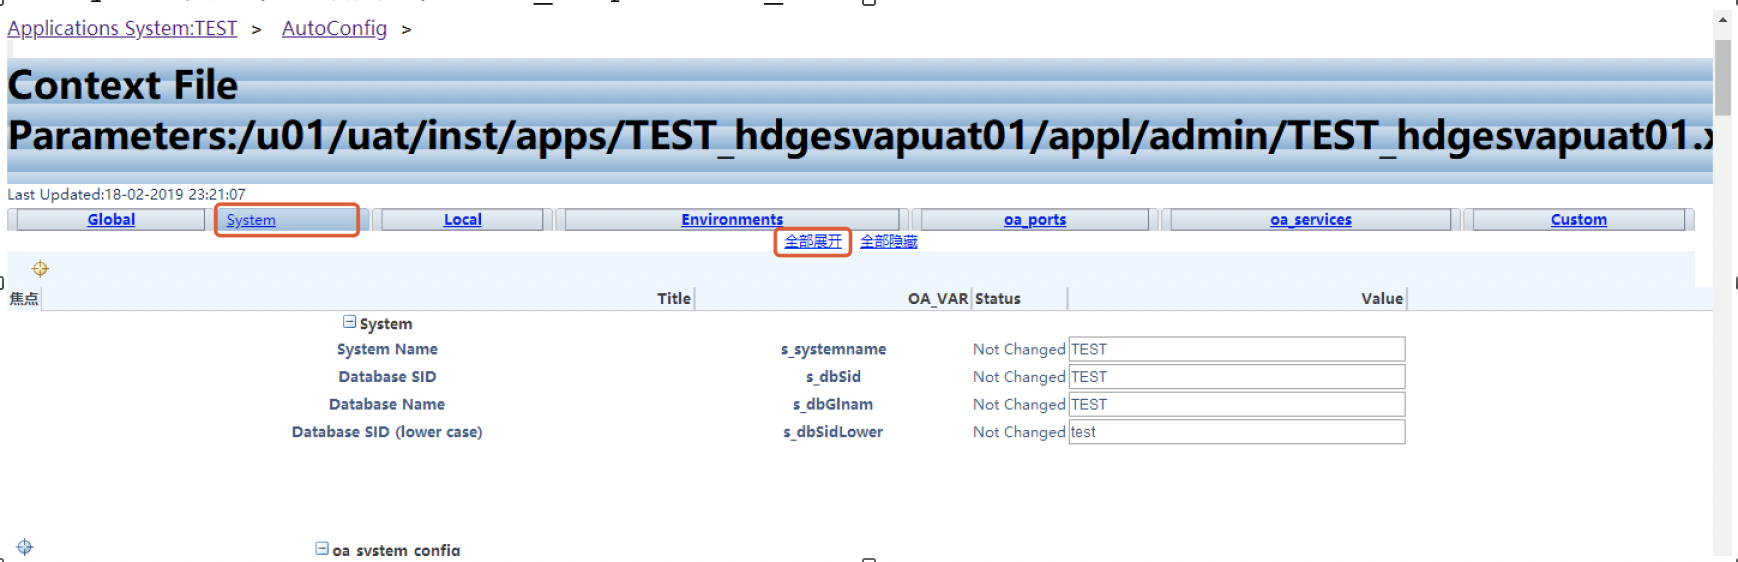 Applications System:TEST > AutoConfig >
Context File
Parameters:/u01/uat/inst/apps/TEST_hdgesvapuat01/appl/admin/TEST_hdgesvapuat01.x
Last Updated:18-02-2019 23:21:07
Global System Local Environments oa_ports oa_services Custom
全部展开 全部隐藏
焦点 Title OA_VAR Status Value
System
System Name s_systemname Not Changed TEST
Database SID s_dbSid Not Changed TEST
Database Name s_dbGlnam Not Changed TEST
Database SID (lower case) s_dbSidLower Not Changed test
oa_system_config